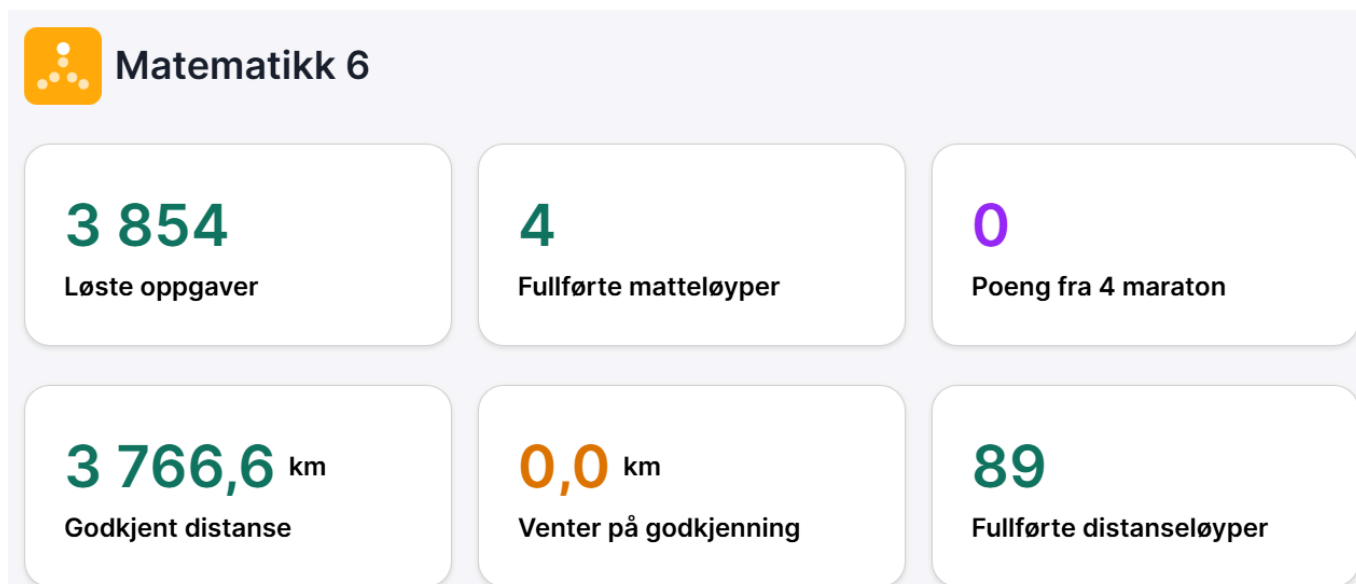 Matematikk 6
3 854
Løste oppgaver
4
Fullførte matteløyper
0
Poeng fra 4 maraton
3 766,6 km
Godkjent distanse
0,0 km
Venter på godkjenning
89
Fullførte distanseløyper